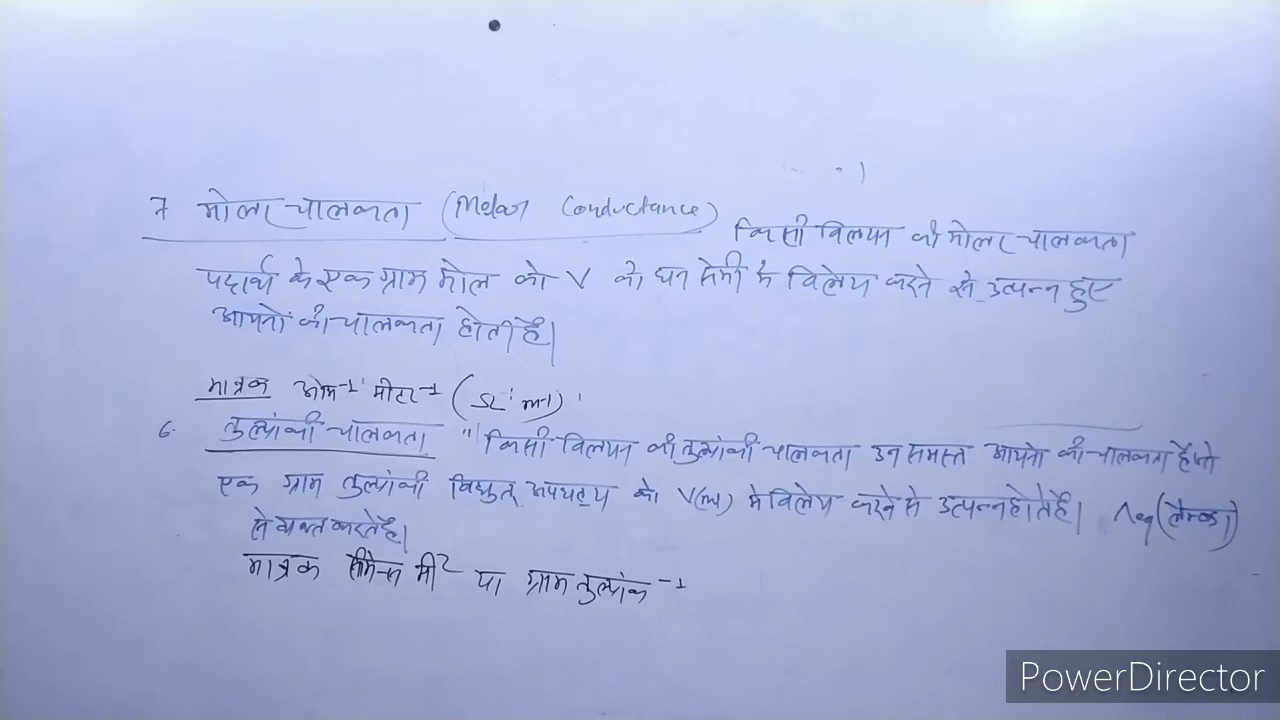 7 मोलर चालकता (Molar Conductance) किसी विलयन की मोलर चालकता
पदार्थ के एक ग्राम मोल को V को घन सेमी में विलेय करने से उत्पन्न हुए
आयनों की चालकता होती है।
मात्रक ओम⁻¹ मीटर⁻¹ (Ω⁻¹ m⁻¹)
6. तुल्यांकी चालकता "किसी विलयन की तुल्यांकी चालकता उन समस्त आयनो की चालकता है जो
एक ग्राम तुल्यांकी विद्युत् अपघट्य को V(ml) मे विलेय करने से उत्पन्न होते है। Λeq (लेम्ब्डा)
से व्यक्त करते है।
मात्रक सीमेन्स मी² या ग्राम तुल्यांक⁻¹
PowerDirector